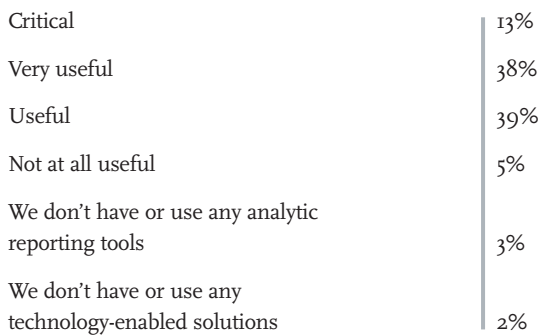 Critical 13%
Very useful 38%
Useful 39%
Not at all useful 5%
We don’t have or use any analytic
reporting tools 3%
We don’t have or use any
technology-enabled solutions 2%